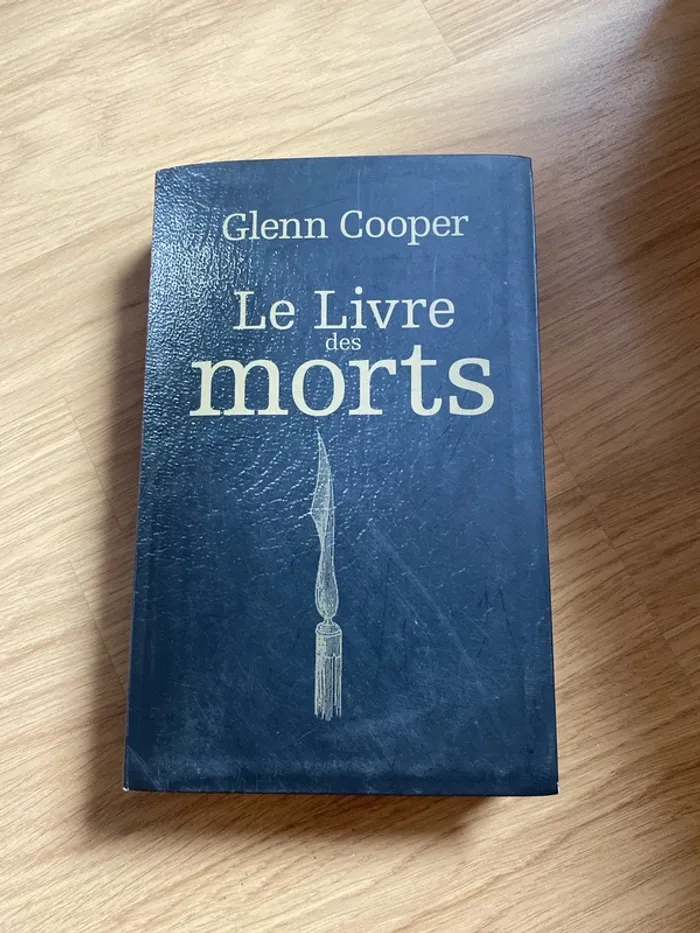 Glenn Cooper
Le Livre
des
morts